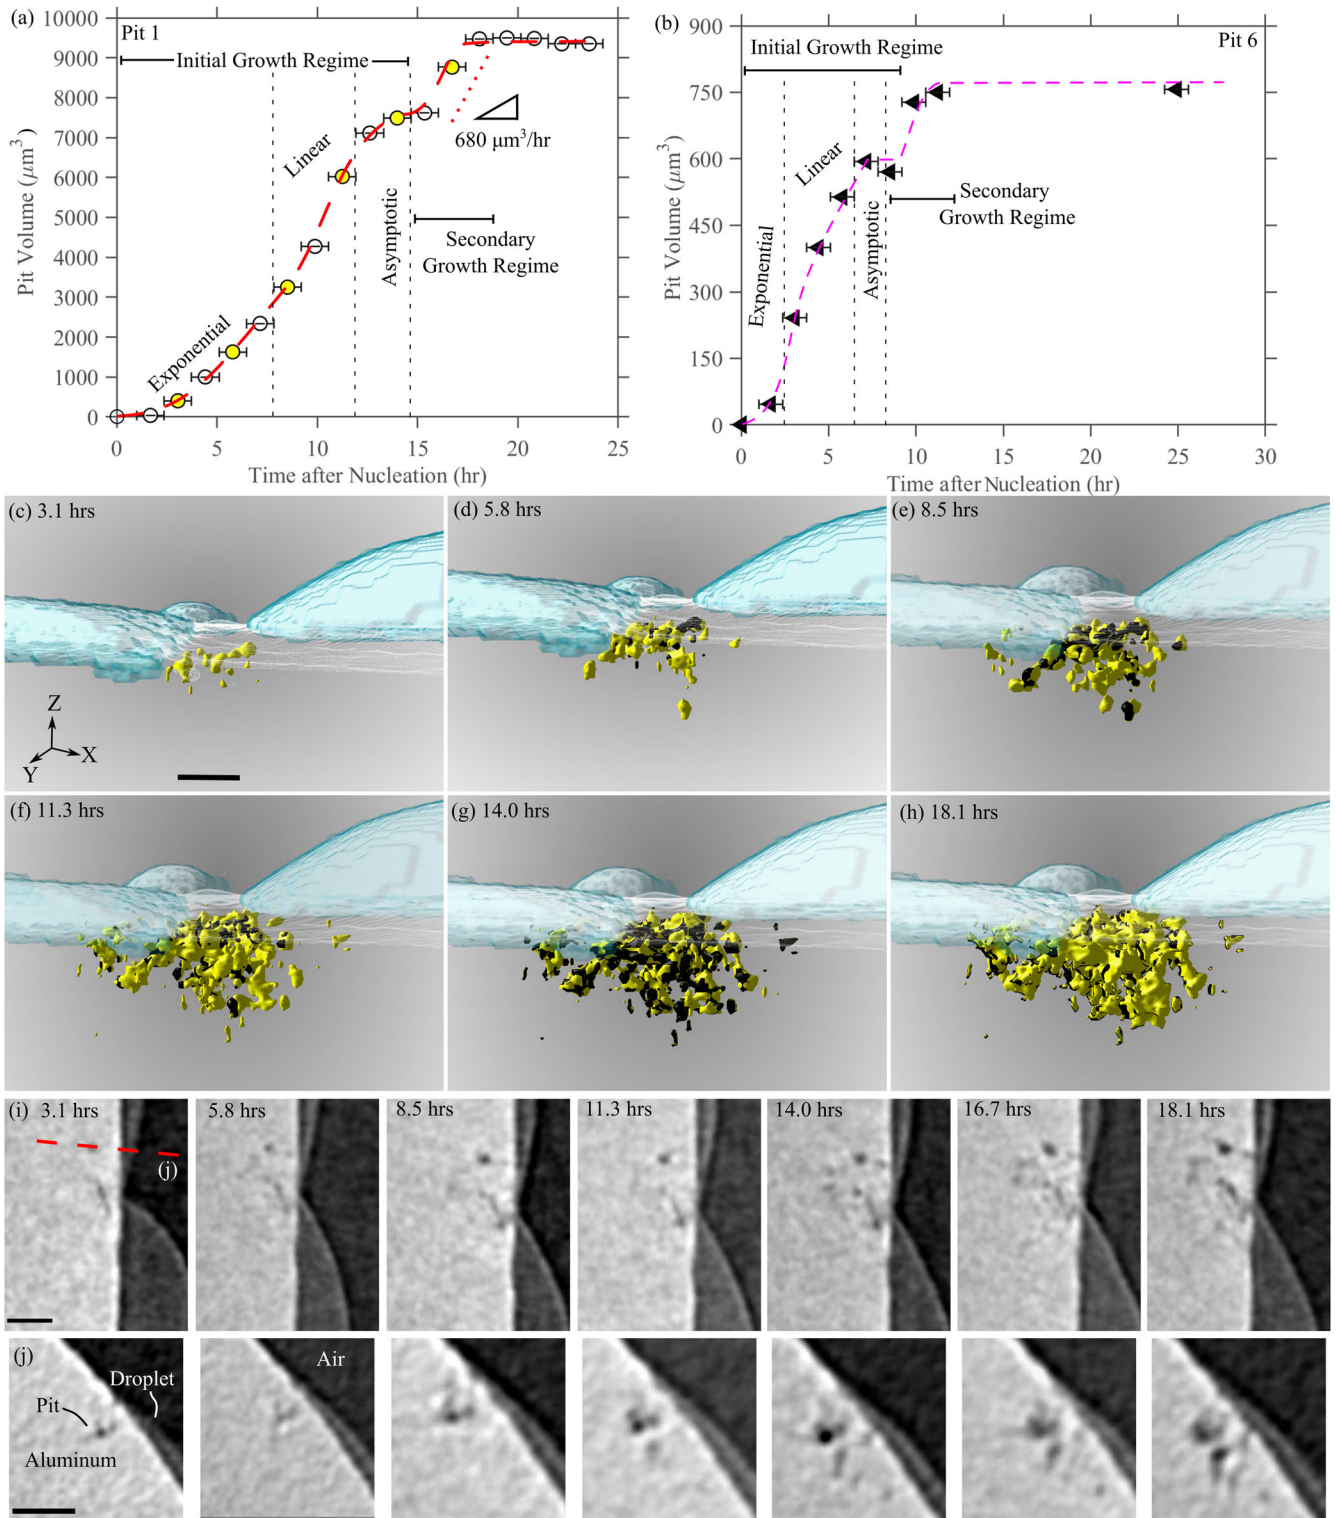 (a)
Pit 1
Initial Growth Regime
Exponential
Linear
Asymptotic
680 μm³/hr
Secondary
Growth Regime
Pit Volume (μm³)
10000
9000
8000
7000
6000
5000
4000
3000
2000
1000
0
0 5 10 15 20 25
Time after Nucleation (hr)
(b)
Pit 6
Initial Growth Regime
Exponential
Linear
Asymptotic
Secondary
Growth Regime
Pit Volume (μm³)
900
750
600
450
300
150
0
0 5 10 15 20 25 30
Time after Nucleation (hr)
(c) 3.1 hrs
Z
X
Y
(d) 5.8 hrs
(e) 8.5 hrs
(f) 11.3 hrs
(g) 14.0 hrs
(h) 18.1 hrs
(i) 3.1 hrs
(j)
5.8 hrs
8.5 hrs
11.3 hrs
14.0 hrs
16.7 hrs
18.1 hrs
(j)
Droplet
Pit
Aluminum
Air